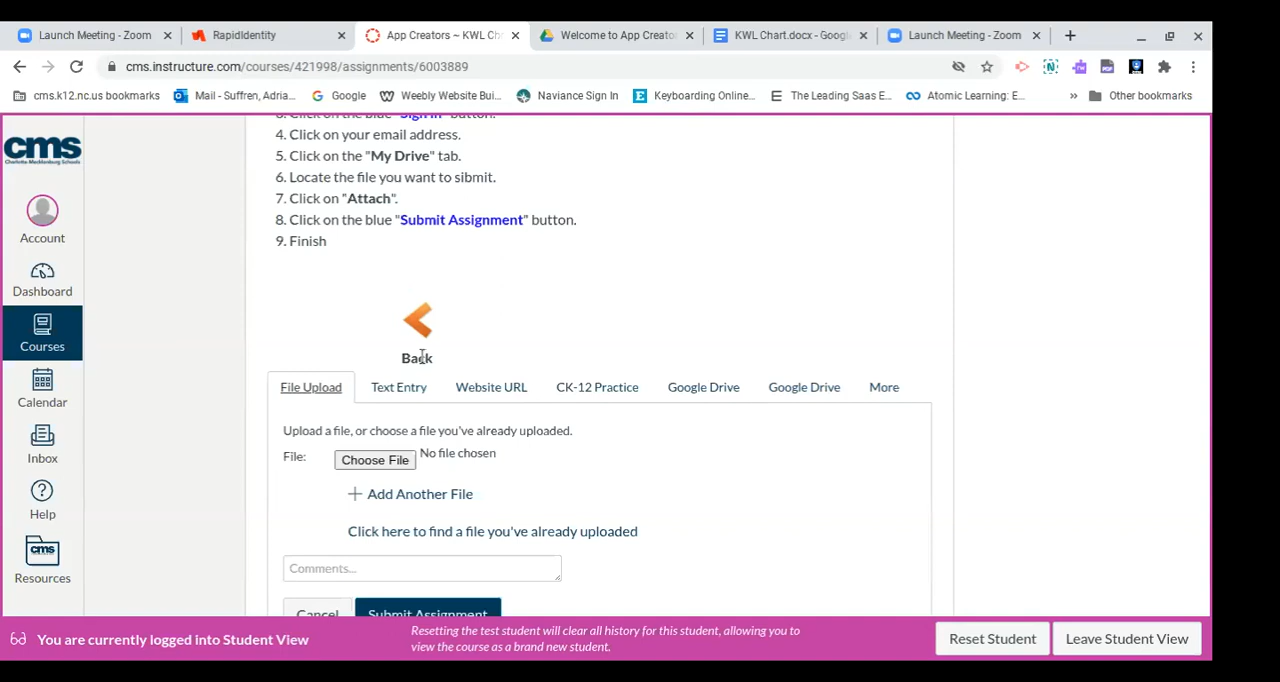 Launch Meeting - Zoom
RapidIdentity
App Creators ~ KWL Ch
Welcome to App Creato
KWL Chart.docx - Googl
Launch Meeting - Zoom
cms.instructure.com/courses/421998/assignments/6003889
cms.k12.nc.us bookmarks
Mail - Suffren, Adria...
Google
Weebly Website Bui...
Naviance Sign In
Keyboarding Online...
The Leading SaaS E...
Atomic Learning: E...
» Other bookmarks
cms
Charlotte-Mecklenburg Schools
Account
Dashboard
Courses
Calendar
Inbox
Help
cms
Resources
3. Click on the blue "Sign in" button.
4. Click on your email address.
5. Click on the "My Drive" tab.
6. Locate the file you want to sibmit.
7. Click on "Attach".
8. Click on the blue "Submit Assignment" button.
9. Finish
Back
File Upload Text Entry Website URL CK-12 Practice Google Drive Google Drive More
Upload a file, or choose a file you've already uploaded.
File: Choose File No file chosen
+ Add Another File
Click here to find a file you've already uploaded
Comments...
Cancel Submit Assignment
You are currently logged into Student View
Resetting the test student will clear all history for this student, allowing you to
view the course as a brand new student.
Reset Student
Leave Student View